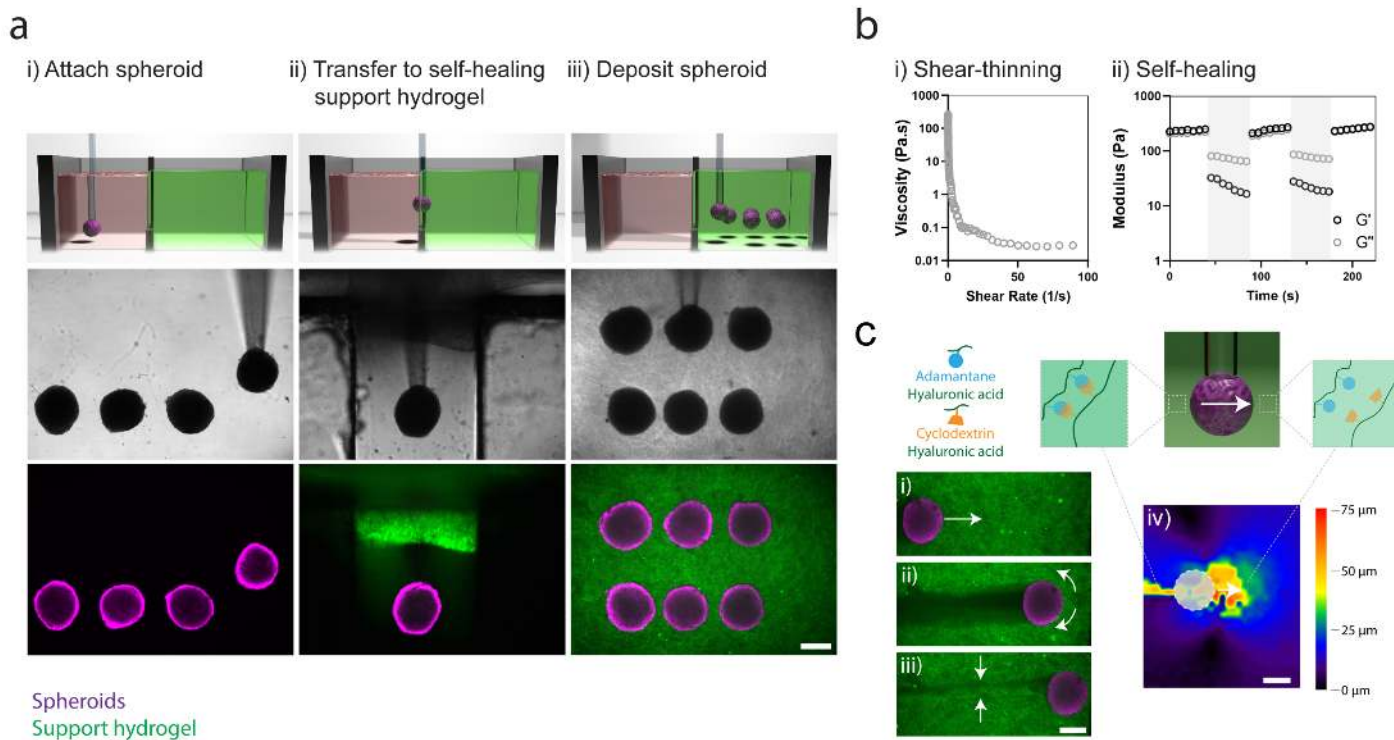 a
i) Attach spheroid
ii) Transfer to self-healing
support hydrogel
iii) Deposit spheroid
Spheroids
Support hydrogel
b
i) Shear-thinning
Viscosity (Pa.s)
1000
100
10
1
0.1
0.01
0
50
100
Shear Rate (1/s)
ii) Self-healing
Modulus (Pa)
1000
100
10
1
0
100
200
Time (s)
G'
G"
c
Adamantane
Hyaluronic acid
Cyclodextrin
Hyaluronic acid
i)
ii)
iii)
iv)
75 µm
50 µm
25 µm
0 µm